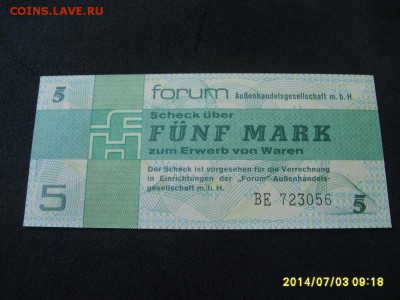 COINS.LAVE.RU
5 forum Außenhandelsgesellschaft m. b. H.
Scheck über
FÜNF MARK
zum Erwerb von Waren
Der Scheck ist vorgesehen für die Verrechnung
in Einrichtungen der „Forum"-Außenhandels-
gesellschaft m. b. H.
5 BE 723056 5
2014/07/03 09:18